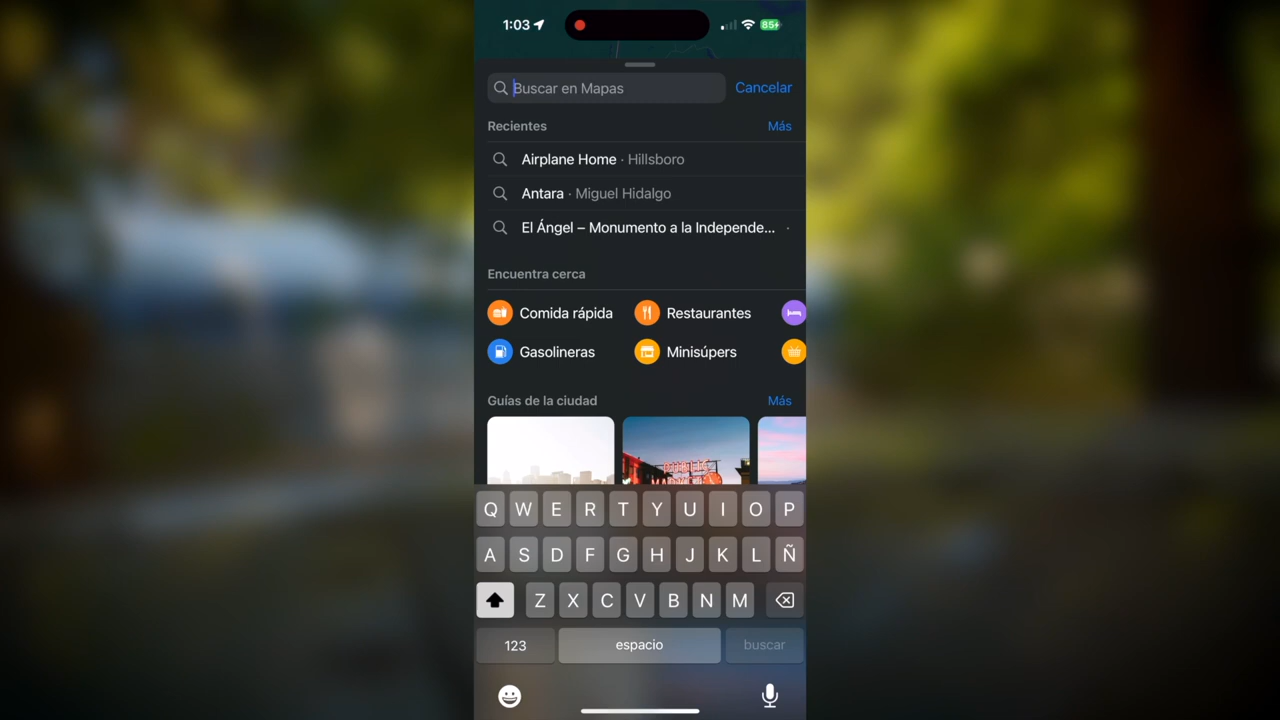 1:03
85
Buscar en Mapas
Cancelar
Recientes
Más
Airplane Home · Hillsboro
Antara · Miguel Hidalgo
El Ángel – Monumento a la Independe... ·
Encuentra cerca
Comida rápida
Restaurantes
Gasolineras
Minisúpers
Guías de la ciudad
Más
Q W E R T Y U I O P
A S D F G H J K L Ñ
Z X C V B N M
123
espacio
buscar